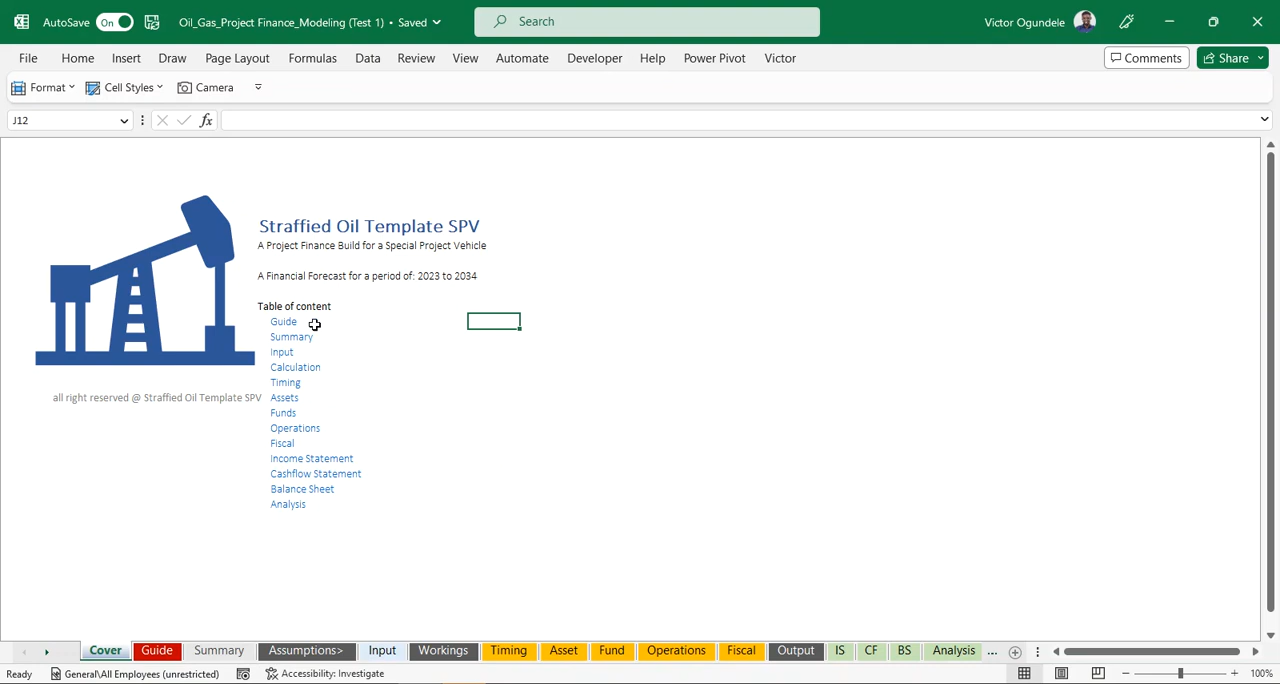 AutoSave On Oil_Gas_Project Finance_Modeling (Test 1) • Saved Search Victor Ogundele
File Home Insert Draw Page Layout Formulas Data Review View Automate Developer Help Power Pivot Victor Comments Share
Format Cell Styles Camera
J12 fx
Straffied Oil Template SPV
A Project Finance Build for a Special Project Vehicle
A Financial Forecast for a period of: 2023 to 2034
Table of content
Guide
Summary
Input
Calculation
Timing
Assets
all right reserved @ Straffied Oil Template SPV
Funds
Operations
Fiscal
Income Statement
Cashflow Statement
Balance Sheet
Analysis
Cover Guide Summary Assumptions> Input Workings Timing Asset Fund Operations Fiscal Output IS CF BS Analysis ...
Ready General\All Employees (unrestricted) Accessibility: Investigate 100%